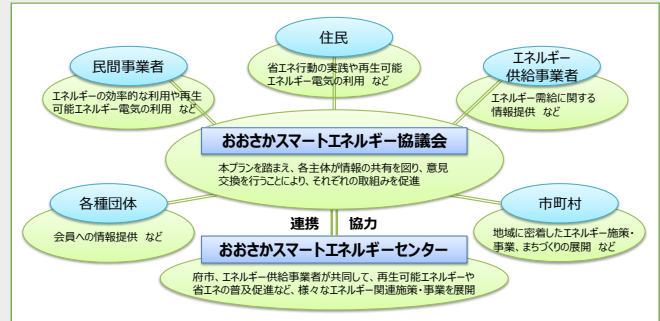 住民
省エネ行動の実践や再生可能
エネルギー電気の利用 など
民間事業者
エネルギーの効率的な利用や再生
可能エネルギー電気の利用 など
エネルギー
供給事業者
エネルギー需給に関する
情報提供 など
おおさかスマートエネルギー協議会
本プランを踏まえ、各主体が情報の共有を図り、意見
交換を行うことにより、それぞれの取組みを促進
各種団体
会員への情報提供 など
市町村
地域に密着したエネルギー施策・
事業、まちづくりの展開 など
連携 協力
おおさかスマートエネルギーセンター
府市、エネルギー供給事業者が共同して、再生可能エネルギーや
省エネの普及促進など、様々なエネルギー関連施策・事業を展開